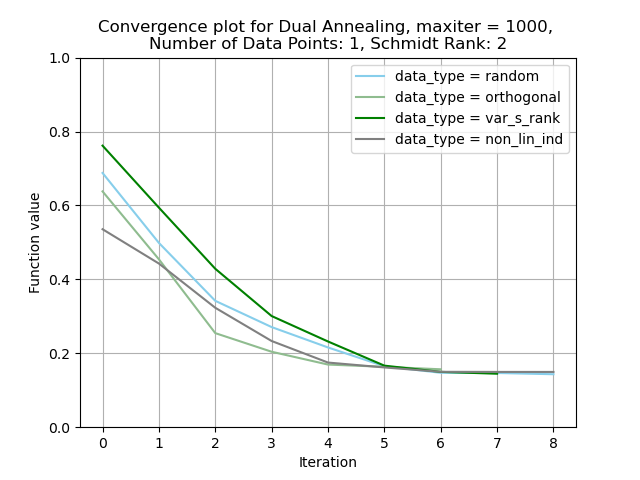 Convergence plot for Dual Annealing, maxiter = 1000,
Number of Data Points: 1, Schmidt Rank: 2
data_type = random
data_type = orthogonal
data_type = var_s_rank
data_type = non_lin_ind
Function value
1.0
0.8
0.6
0.4
0.2
0.0
0 1 2 3 4 5 6 7 8
Iteration